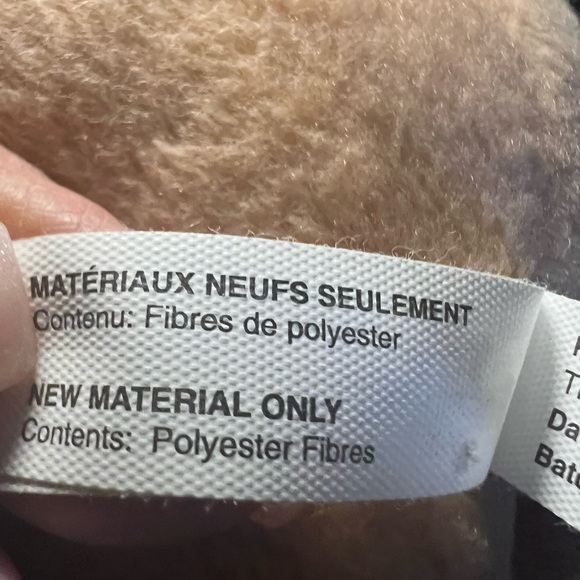 MATÉRIAUX NEUFS SEULEMENT
Contenu: Fibres de polyester
NEW MATERIAL ONLY
Contents: Polyester Fibres